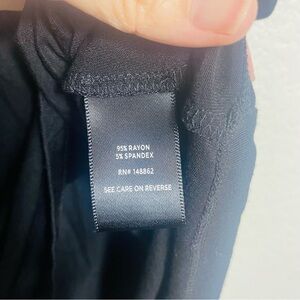 95% RAYON
5% SPANDEX
RN# 148862
SEE CARE ON REVERSE